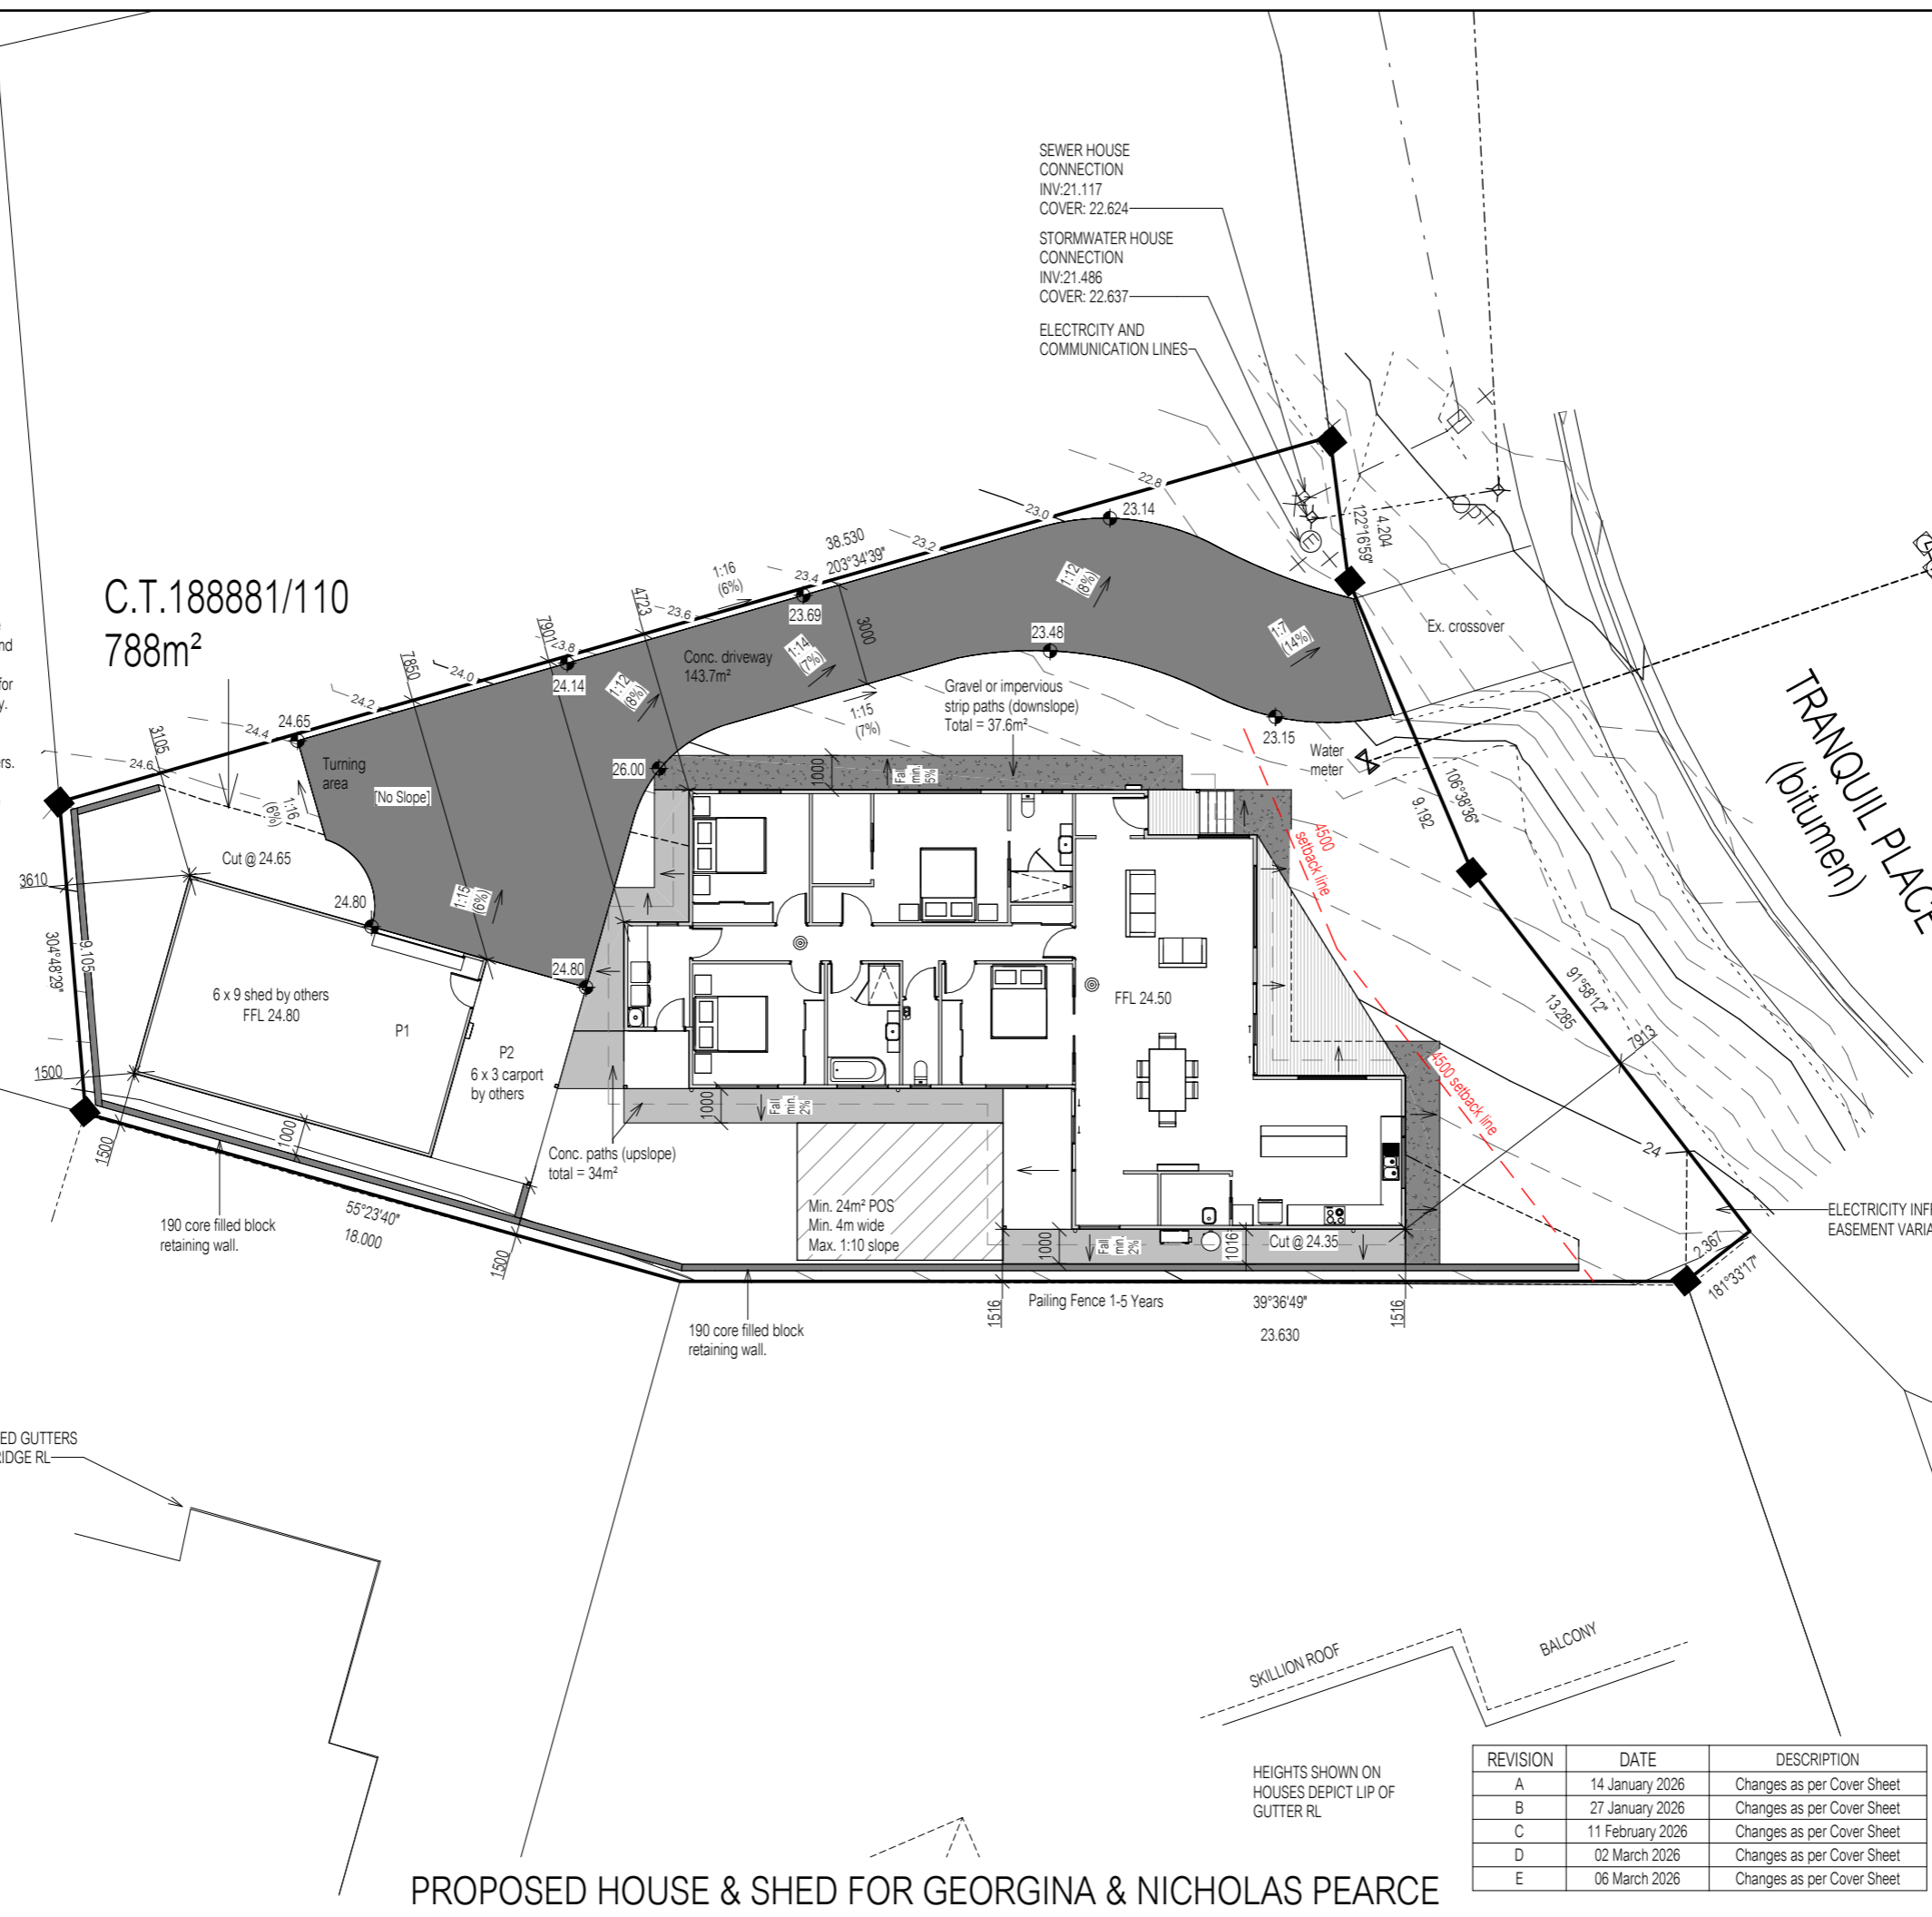 SEWER HOUSE
CONNECTION
INV:21.117
COVER: 22.624
STORMWATER HOUSE
CONNECTION
INV:21.486
COVER: 22.637
ELECTRCITY AND
COMMUNICATION LINES
C.T.188881/110
788m²
for
22.8
23.0
23.14
23.2
38.530
203°34'39"
23.4
23.69
1:16
(6%)
23.6
4723
7901
23.8
24.14
7850
24.0
24.2
24.65
24.4
3105
24.6
4.204
122°16'59"
E
Ex. crossover
1:12
(8%)
1:7
(14%)
23.48
3000
1:14
(7%)
Conc. driveway
143.7m²
1:12
(8%)
1:15
(7%)
Gravel or impervious
strip paths (downslope)
Total = 37.6m²
23.15
Water
meter
TRANQUIL PLACE
(bitumen)
Turning
area
[No Slope]
26.00
1000
Fall
min.
5%
1:16
(6%)
Cut @ 24.65
106°38'36"
9.192
4500
setback line
3610
24.80
1:15
(6%)
24.80
304°48'29"
9.105
6 x 9 shed by others
FFL 24.80
P1
P2
6 x 3 carport
by others
FFL 24.50
91°58'12"
13.285
7913
4500 setback line
1500
1500
1000
1000
Fall
min.
2%
Conc. paths (upslope)
total = 34m²
24
Min. 24m² POS
Min. 4m wide
Max. 1:10 slope
55°23'40"
18.000
190 core filled block
retaining wall.
1500
1000
Fall
min.
2%
1016
Cut @ 24.35
ELECTRICITY
EASEMENT
2.367
181°33'17"
1516
Pailing Fence 1-5 Years
39°36'49"
23.630
1516
190 core filled block
retaining wall.
GUTTERS
RIDGE RL
SKILLION ROOF
BALCONY
HEIGHTS SHOWN ON
HOUSES DEPICT LIP OF
GUTTER RL
REVISION DATE DESCRIPTION
A 14 January 2026 Changes as per Cover Sheet
B 27 January 2026 Changes as per Cover Sheet
C 11 February 2026 Changes as per Cover Sheet
D 02 March 2026 Changes as per Cover Sheet
E 06 March 2026 Changes as per Cover Sheet
PROPOSED HOUSE & SHED FOR GEORGINA & NICHOLAS PEARCE